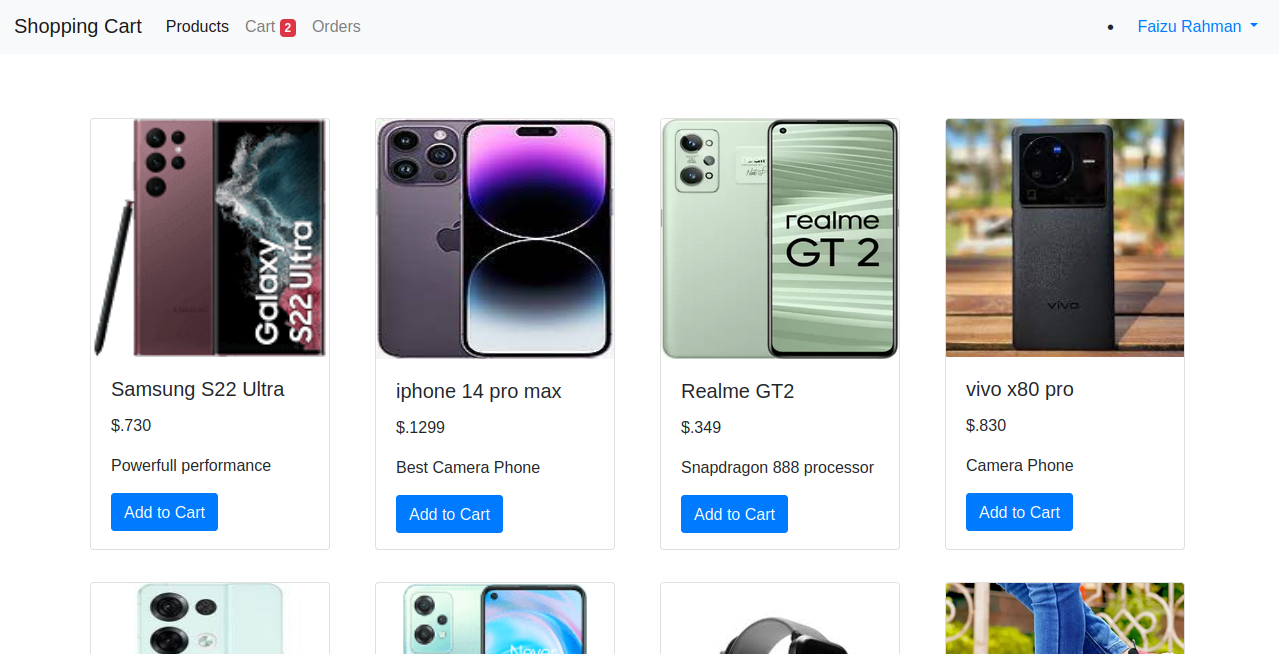 Shopping Cart Products Cart 2 Orders Faizu Rahman
Galaxy
S22 Ultra
realme
GT 2
vivo
Samsung S22 Ultra
$.730
Powerfull performance
Add to Cart
iphone 14 pro max
$.1299
Best Camera Phone
Add to Cart
Realme GT2
$.349
Snapdragon 888 processor
Add to Cart
vivo x80 pro
$.830
Camera Phone
Add to Cart
Never